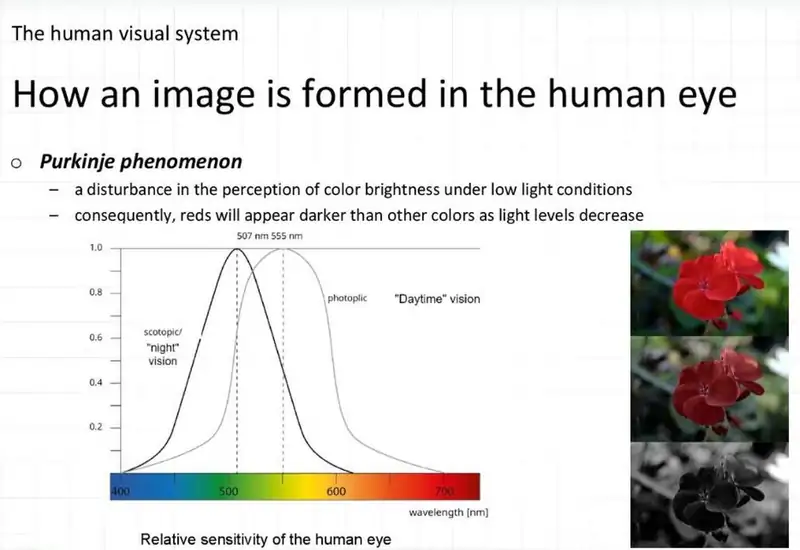 The human visual system
How an image is formed in the human eye
○ Purkinje phenomenon
– a disturbance in the perception of color brightness under low light conditions
– consequently, reds will appear darker than other colors as light levels decrease
507 nm 555 nm
1.0
0.8
0.6
0.4
0.2
scotopic/
"night"
vision
photoplic
"Daytime" vision
400 500 600 700
wavelength [nm]
Relative sensitivity of the human eye